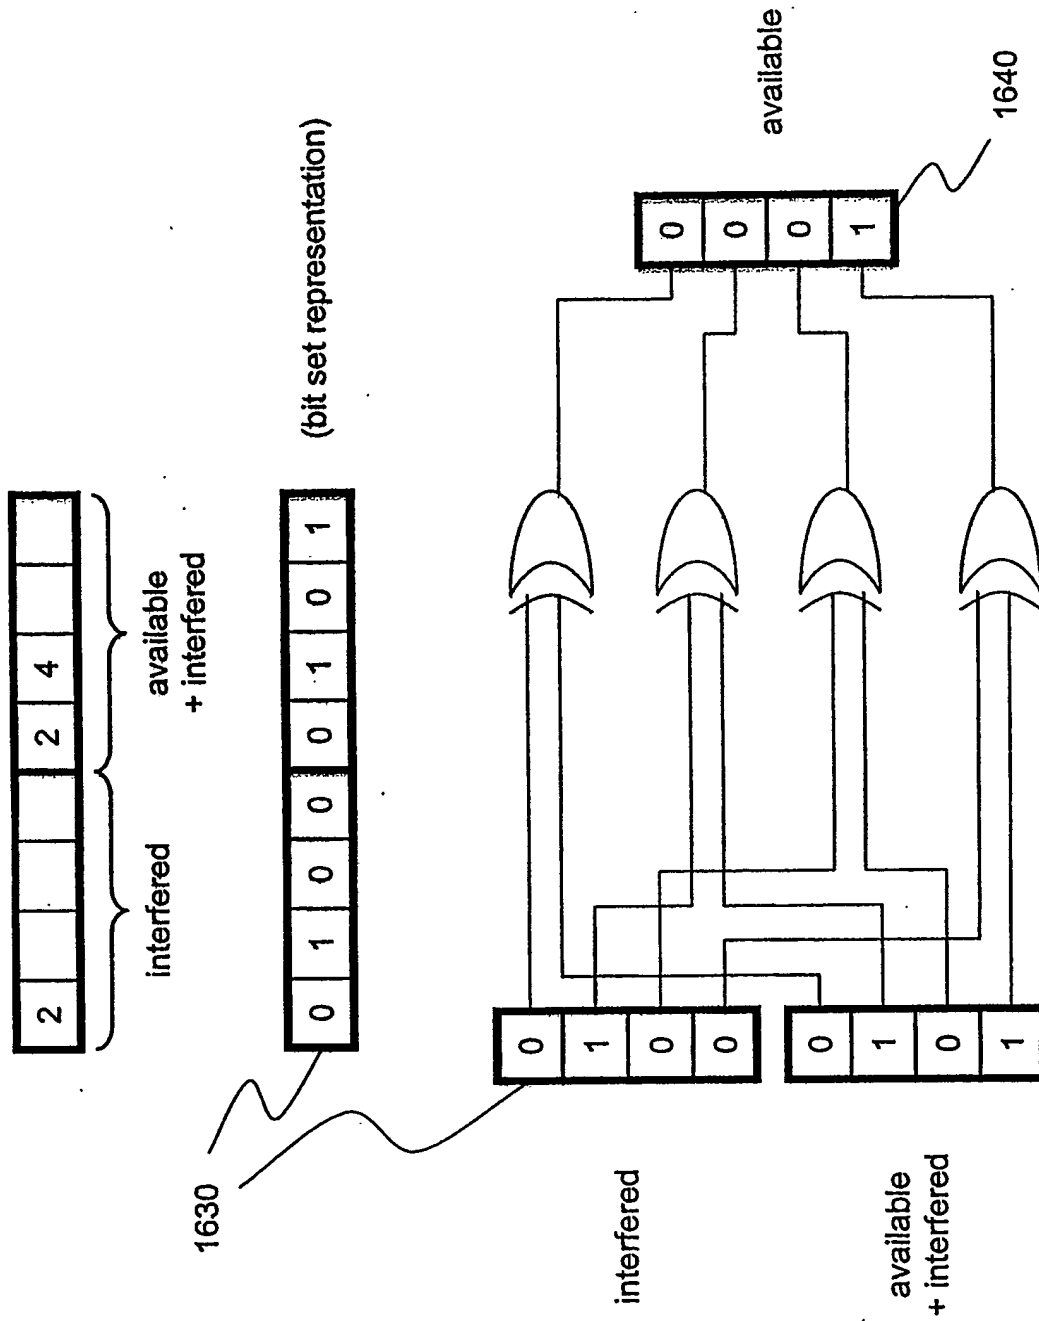 2 2 4
interfered
available
+ interfered
1630
0 1 0 0 0 1 0 1
(bit set representation)
interfered
0
1
0
0
available
+ interfered
0
1
0
1
0
0
0
1
available
1640